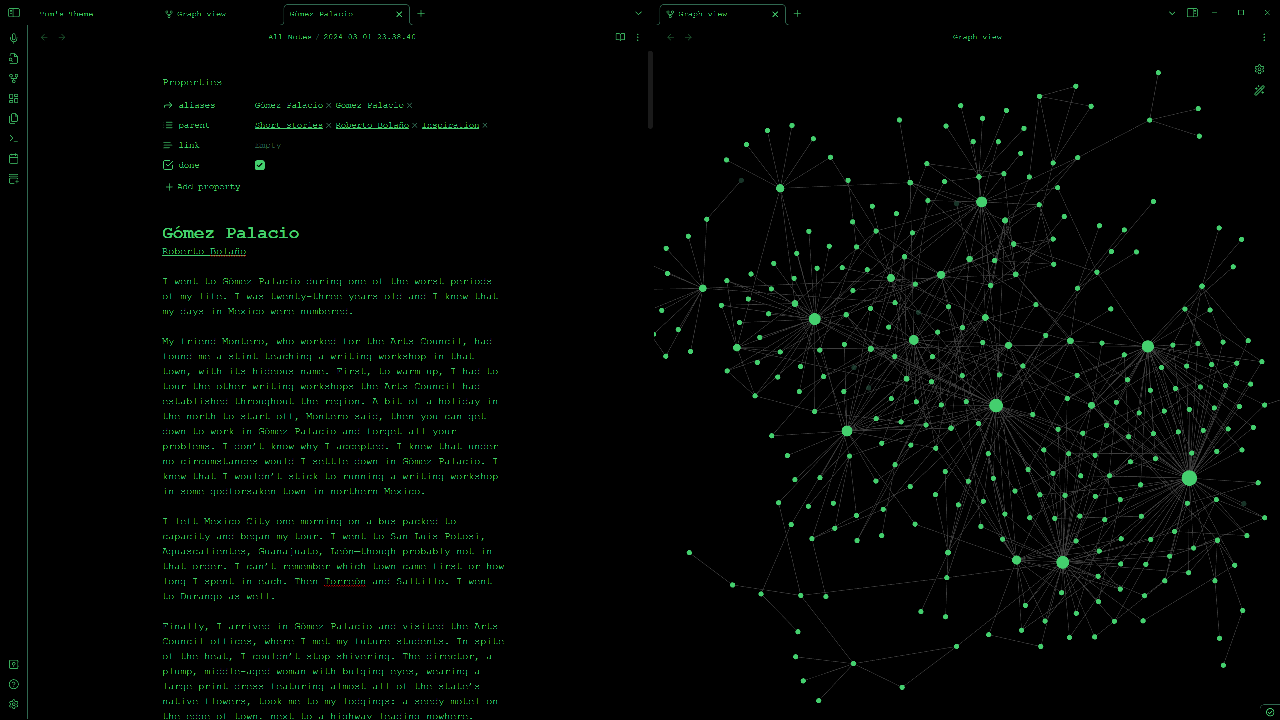 Tom's Theme
Graph view
Gómez Palacio
Graph view
All Notes / 2024-03-01 23.38.40
Graph view
Properties
aliases Gómez Palacio × Gomez Palacio ×
parent Short stories × Roberto Bolaño × Inspiration ×
link Empty
done
Add property
Gómez Palacio
Roberto Bolaño
I went to Gómez Palacio during one of the worst periods
of my life. I was twenty-three years old and I knew that
my days in Mexico were numbered.
My friend Montero, who worked for the Arts Council, had
found me a stint teaching a writing workshop in that
town, with its hideous name. First, to warm up, I had to
tour the other writing workshops the Arts Council had
established throughout the region. A bit of a holiday in
the north to start off, Montero said, then you can get
down to work in Gómez Palacio and forget all your
problems. I don't know why I accepted. I knew that under
no circumstances would I settle down in Gómez Palacio. I
knew that I wouldn't stick to running a writing workshop
in some godforsaken town in northern Mexico.
I left Mexico City one morning on a bus packed to
capacity and began my tour. I went to San Luis Potosí,
Aguascalientes, Guanajuato, León—though probably not in
that order. I can't remember which town came first or how
long I spent in each. Then Torreón and Saltillo. I went
to Durango as well.
Finally, I arrived in Gómez Palacio and visited the Arts
Council offices, where I met my future students. In spite
of the heat, I couldn't stop shivering. The director, a
plump, middle-aged woman with bulging eyes, wearing a
large print dress featuring almost all of the state's
native flowers, took me to my lodgings: a seedy motel on
the edge of town, next to a highway leading nowhere.